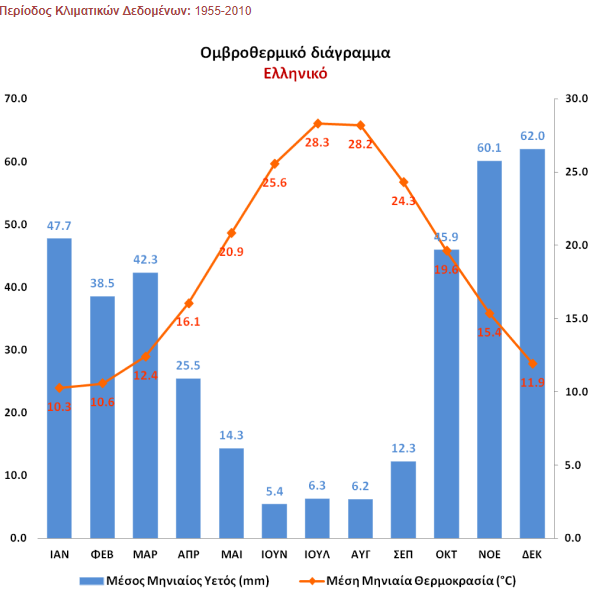 Περίοδος Κλιματικών Δεδομένων: 1955-2010
Ομβροθερμικό διάγραμμα
Ελληνικό
70.0 30.0
60.0 25.0
50.0 20.0
40.0 15.0
30.0 10.0
20.0 5.0
10.0 0.0
0.0
47.7 38.5 42.3 25.5 14.3 5.4 6.3 6.2 12.3 45.9 60.1 62.0
10.3 10.6 12.4 16.1 20.9 25.6 28.3 28.2 24.3 19.6 15.4 11.9
ΙΑΝ ΦΕΒ ΜΑΡ ΑΠΡ ΜΑΙ ΙΟΥΝ ΙΟΥΛ ΑΥΓ ΣΕΠ ΟΚΤ ΝΟΕ ΔΕΚ
Μέσος Μηνιαίος Υετός (mm) Μέση Μηνιαία Θερμοκρασία (°C)